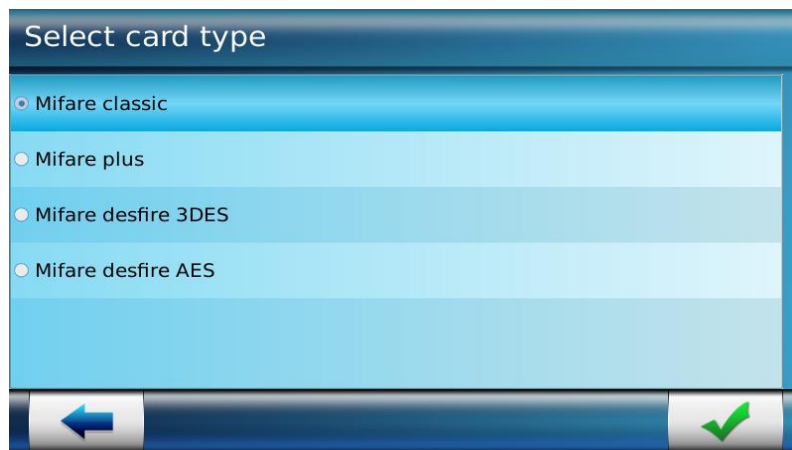 Select card type
Mifare classic
Mifare plus
Mifare desfire 3DES
Mifare desfire AES